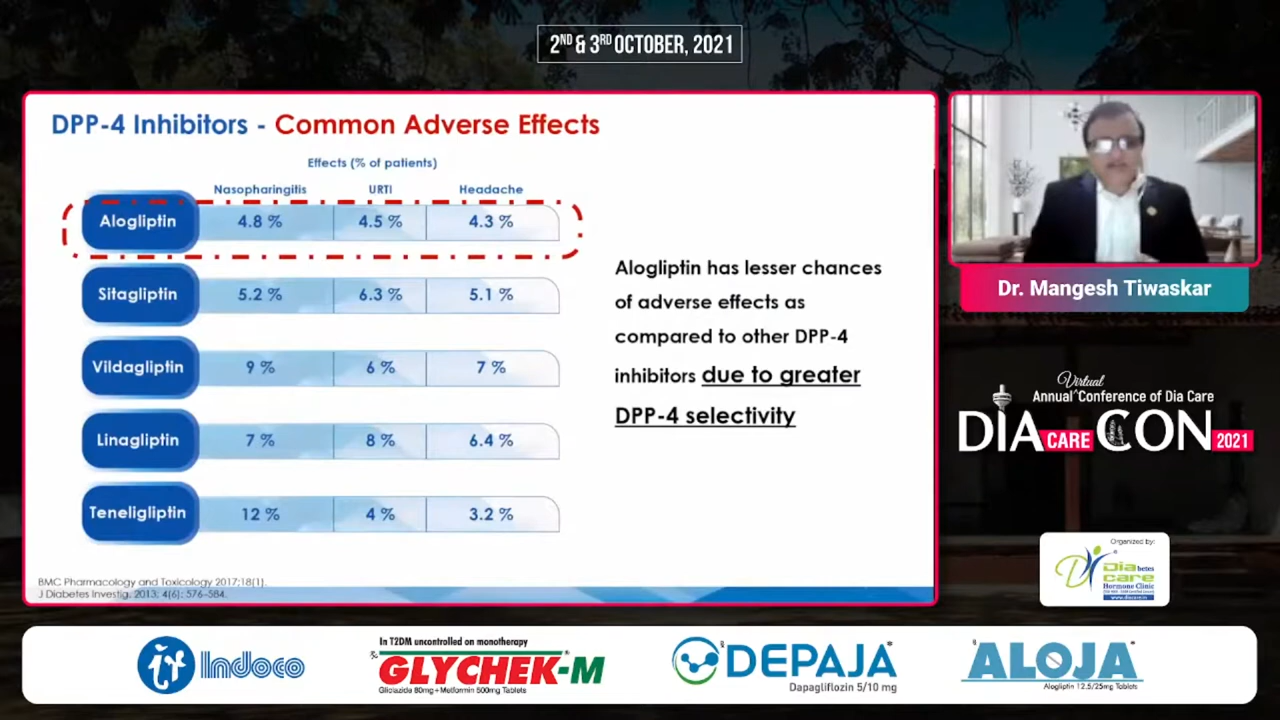 2ND & 3RD OCTOBER, 2021
DPP-4 Inhibitors - Common Adverse Effects
Effects (% of patients)
Nasopharingitis URTI Headache
Alogliptin 4.8 % 4.5 % 4.3 %
Sitagliptin 5.2 % 6.3 % 5.1 %
Vildagliptin 9 % 6 % 7 %
Linagliptin 7 % 8 % 6.4 %
Teneligliptin 12 % 4 % 3.2 %
Alogliptin has lesser chances
of adverse effects as
compared to other DPP-4
inhibitors due to greater
DPP-4 selectivity
BMC Pharmacology and Toxicology 2017;18(1).
J Diabetes Investig. 2013; 4(6): 576–584.
Dr. Mangesh Tiwaskar
Virtual
Annual ^ Conference of Dia Care
DIA CARE CON 2021
Organized by:
Diabetes
care
Hormone Clinic
Indoco
In T2DM uncontrolled on monotherapy
GLYCHEK-M
Gliclazide 80mg + Metformin 500mg Tablets
DEPAJA
Dapagliflozin 5/10 mg
ALOJA
Alogliptin 12.5/25mg Tablets